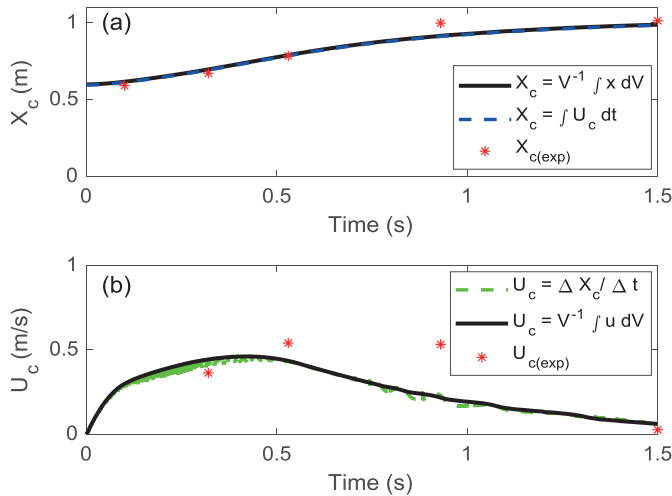 (a)
1
0.5
0
X_c (m)
X_c = V^-1 ∫ x dV
X_c = ∫ U_c dt
X_c(exp)
0 0.5 1 1.5
Time (s)
(b)
1
0.5
0
U_c (m/s)
U_c = Δ X_c / Δ t
U_c = V^-1 ∫ u dV
U_c(exp)
0 0.5 1 1.5
Time (s)